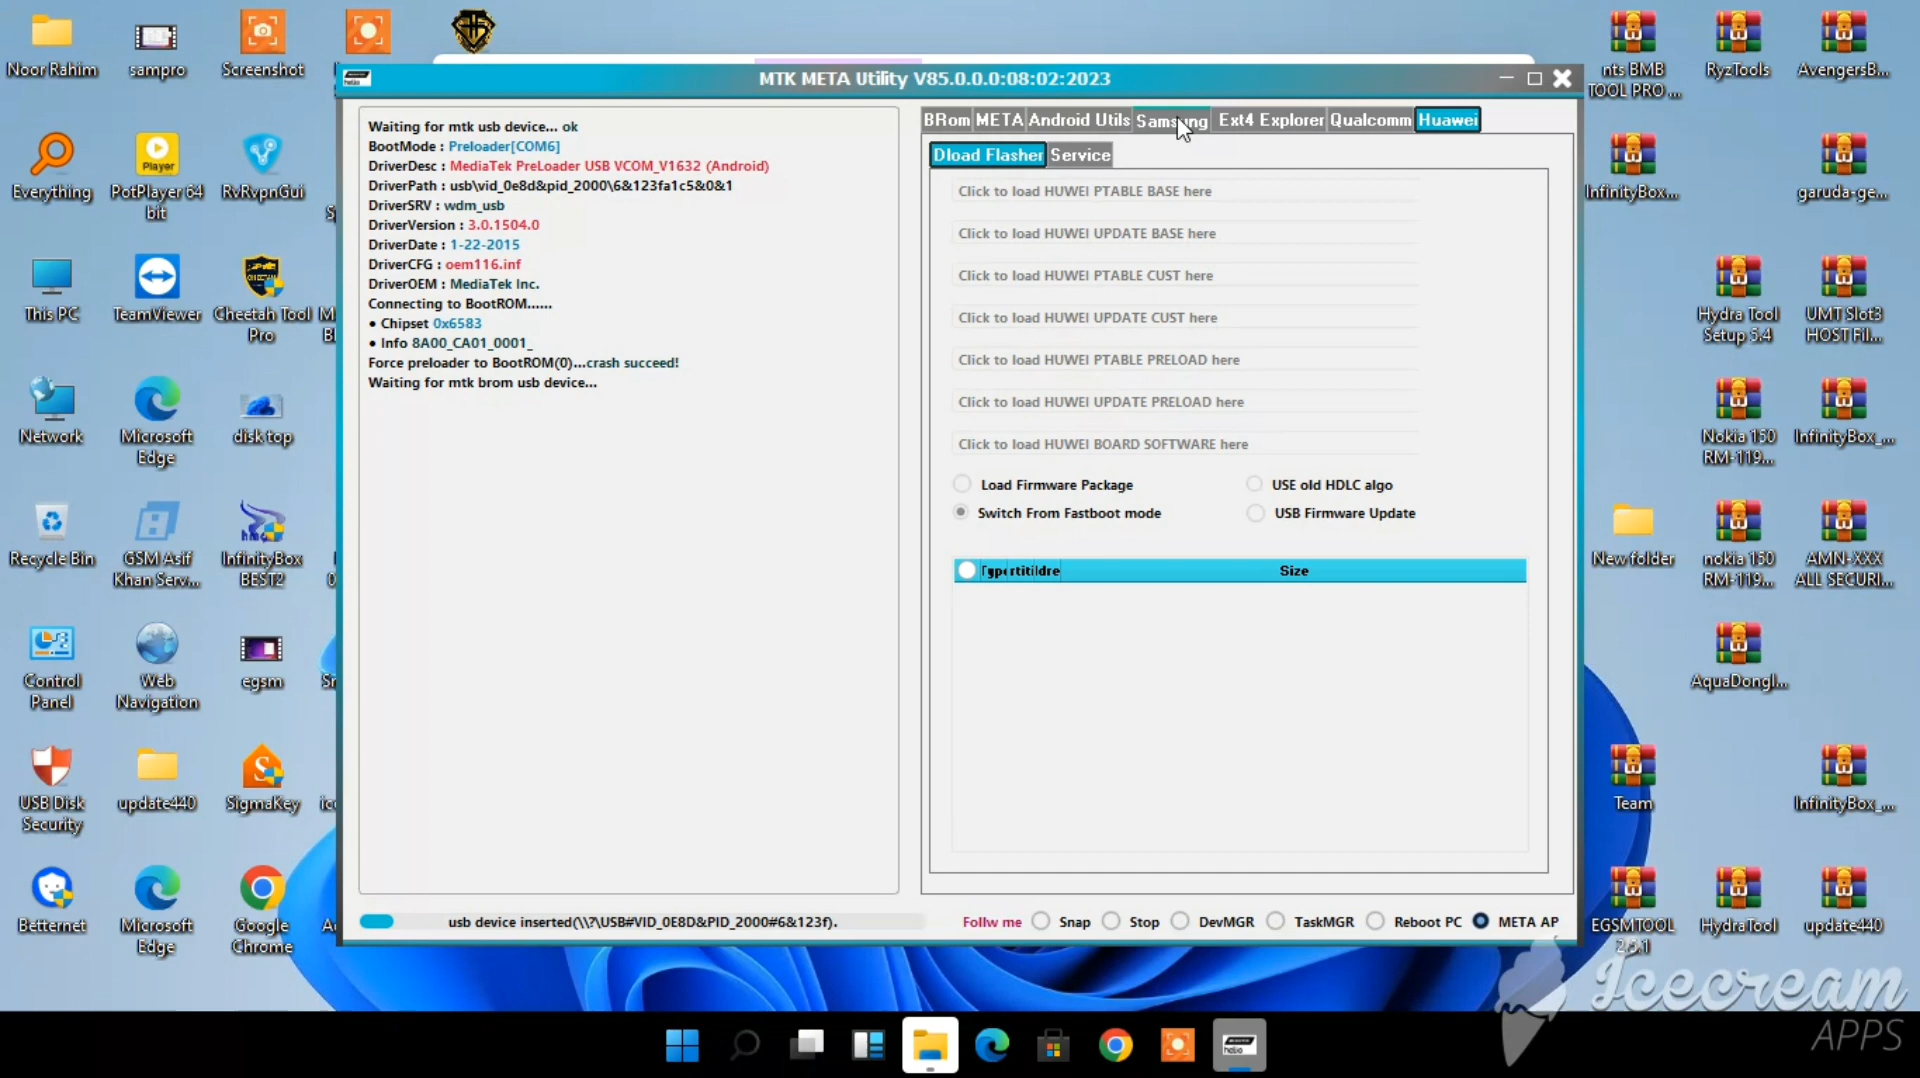 Noor Rahim
sampro
Screenshot
nts BMB
TOOL PRO ...
RyzTools
AvengersB...
MTK META Utility V85.0.0.0:08:02:2023
BRom
META
Android Utils
Samsung
Ext4 Explorer
Qualcomm
Huawei
Dload Flasher
Service
Waiting for mtk usb device... ok
BootMode : Preloader[COM6]
DriverDesc : MediaTek PreLoader USB VCOM_V1632 (Android)
DriverPath : usb\vid_0e8d&pid_2000\6&123fa1c5&0&1
DriverSRV : wdm_usb
DriverVersion : 3.0.1504.0
DriverDate : 1-22-2015
DriverCFG : oem116.inf
DriverOEM : MediaTek Inc.
Connecting to BootROM......
• Chipset 0x6583
• Info 8A00_CA01_0001_
Force preloader to BootROM(0)...crash succeed!
Waiting for mtk brom usb device...
Click to load HUWEI PTABLE BASE here
Click to load HUWEI UPDATE BASE here
Click to load HUWEI PTABLE CUST here
Click to load HUWEI UPDATE CUST here
Click to load HUWEI PTABLE PRELOAD here
Click to load HUWEI UPDATE PRELOAD here
Click to load HUWEI BOARD SOFTWARE here
Load Firmware Package
USE old HDLC algo
Switch From Fastboot mode
USB Firmware Update
Size
usb device inserted(\\?\USB#VID_0E8D&PID_2000#6&123f).
Follw me
Snap
Stop
DevMGR
TaskMGR
Reboot PC
META AP
Everything
Player
PotPlayer 64
bit
RvRvpnGui
InfinityBox...
garuda-ge...
This PC
TeamViewer
Cheetah Tool
Pro
Hydra Tool
Setup 5.4
UMT Slot3
HOST Fil...
Network
Microsoft
Edge
disk top
Nokia 150
RM-119...
InfinityBox_...
Recycle Bin
GSM Asif
Khan Serv...
InfinityBox
BEST2
New folder
nokia 150
RM-119...
AMN-XXX
ALL SECURI...
Control
Panel
Web
Navigation
egsm
AquaDongl...
USB Disk
Security
update440
SigmaKey
Team
InfinityBox_...
Betternet
Microsoft
Edge
Google
Chrome
EGSMTOOL
HydraTool
update440
Icecream
APPS